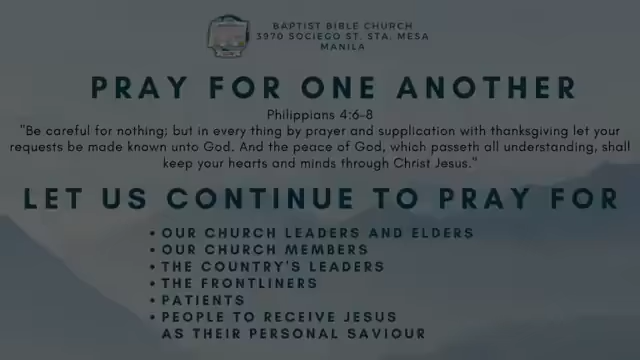 BAPTIST BIBLE CHURCH
3970 SOCIEGO ST. STA. MESA
MANILA
PRAY FOR ONE ANOTHER
Philippians 4:6-8
"Be careful for nothing; but in every thing by prayer and supplication with thanksgiving let your
requests be made known unto God. And the peace of God, which passeth all understanding, shall
keep your hearts and minds through Christ Jesus."
LET US CONTINUE TO PRAY FOR
• OUR CHURCH LEADERS AND ELDERS
• OUR CHURCH MEMBERS
• THE COUNTRY'S LEADERS
• THE FRONTLINERS
• PATIENTS
• PEOPLE TO RECEIVE JESUS
AS THEIR PERSONAL SAVIOUR